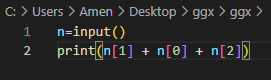 C: > Users > Amen > Desktop > ggx > ggx >
1 n=input()
2 print(n[1] + n[0] + n[2])